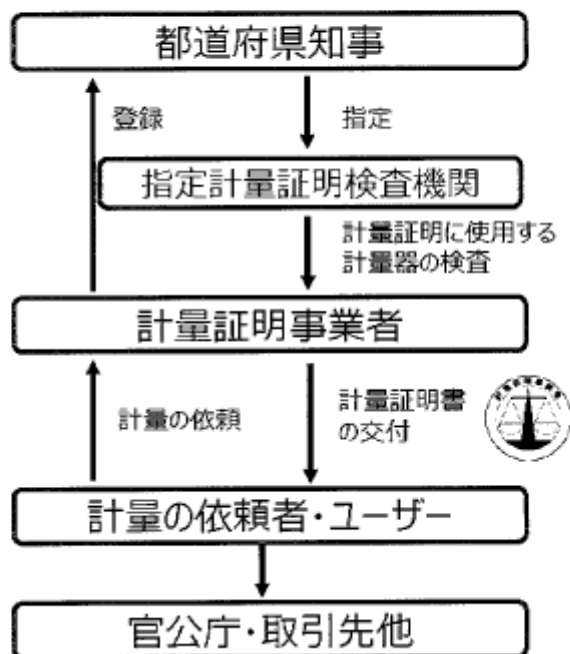 都道府県知事
登録
指定
指定計量証明検査機関
計量証明に使用する
計量器の検査
計量証明事業者
計量の依頼
計量証明書
の交付
計量の依頼者・ユーザー
官公庁・取引先他